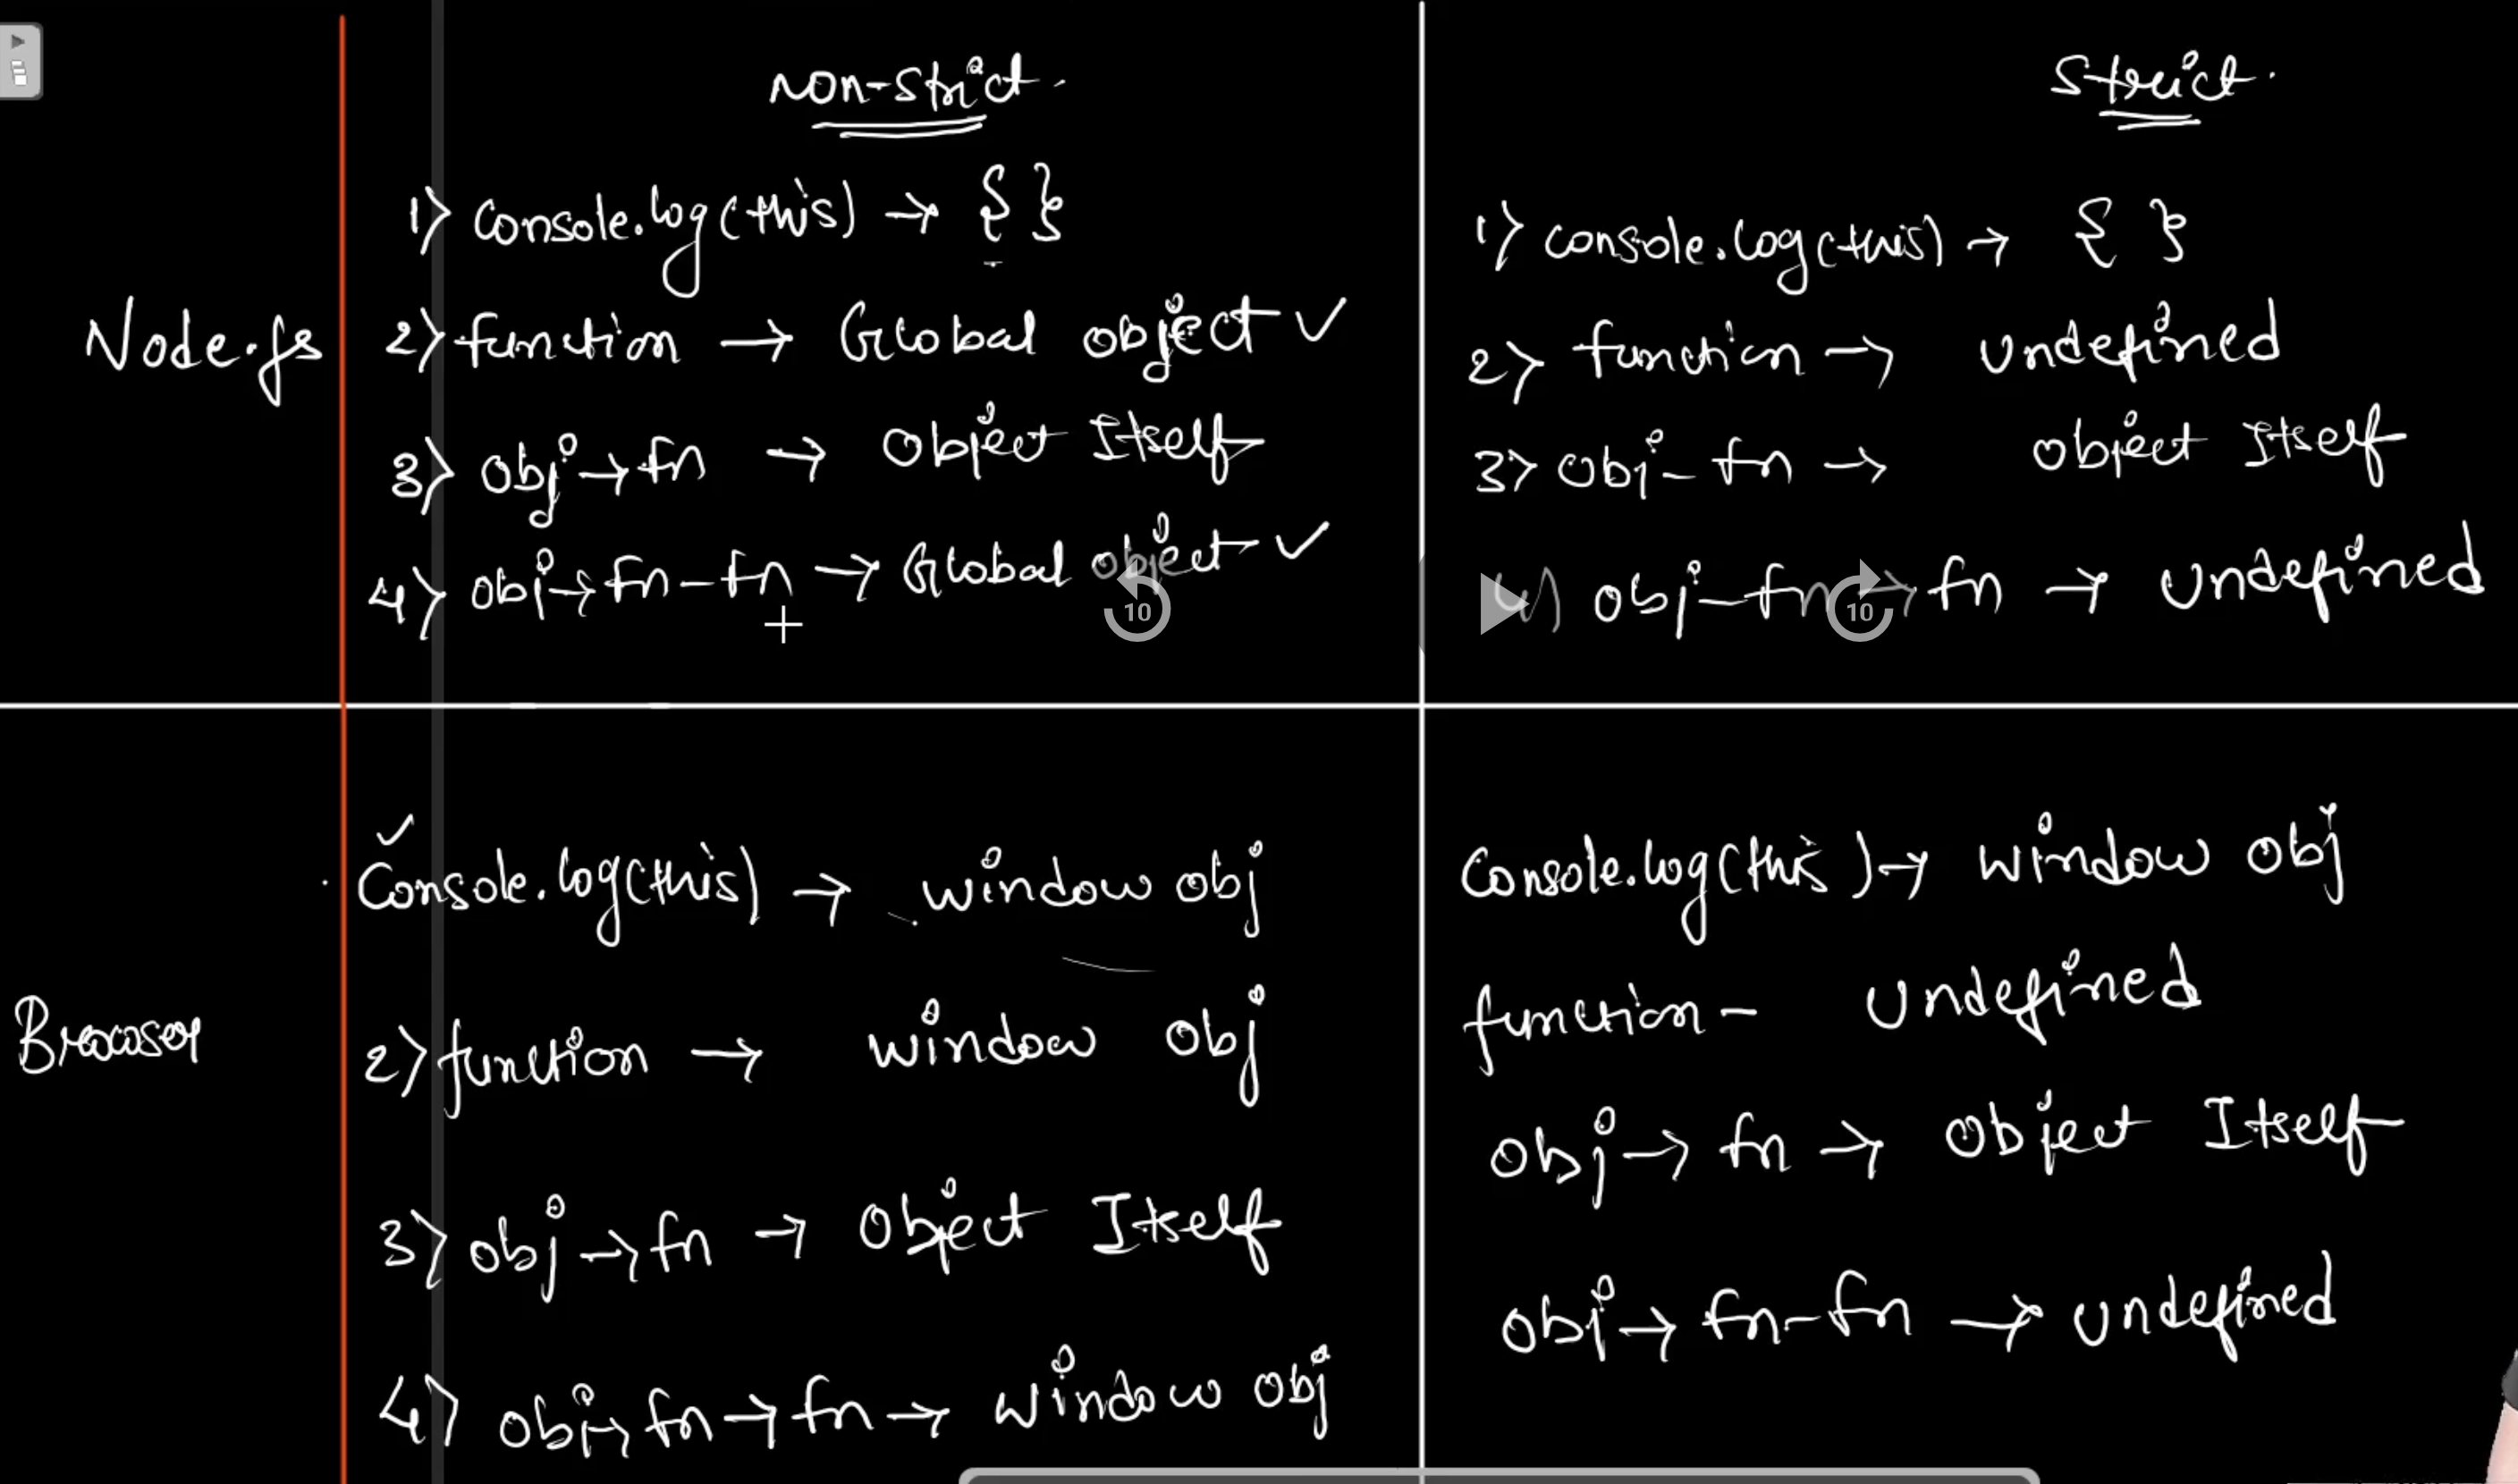 Non-strict.
Strict.
Node.js
1) console.log(this) → { }
2) function → Global object ✓
3) obj → fn → Object Itself
4) obj → fn - fn → Global object ✓
10
1) console.log(this) → { }
2) function → Undefined
3) obj - fn → object Itself
4) obj - fn → fn → Undefined
10
Browser
✓
Console.log(this) → window obj
2) function → window obj
3) obj → fn → Object Itself
4) obj → fn → fn → window obj
Console.log(this) → window obj
function - Undefined
obj → fn → Object Itself
obj → fn - fn → undefined